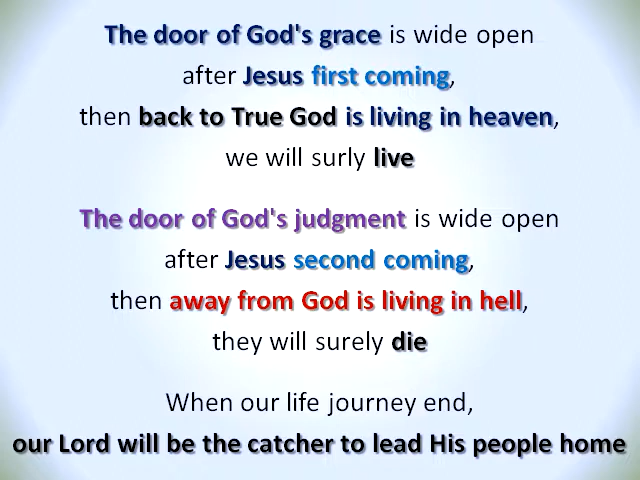 The door of God's grace is wide open
after Jesus first coming,
then back to True God is living in heaven,
we will surly live
The door of God's judgment is wide open
after Jesus second coming,
then away from God is living in hell,
they will surely die
When our life journey end,
our Lord will be the catcher to lead His people home